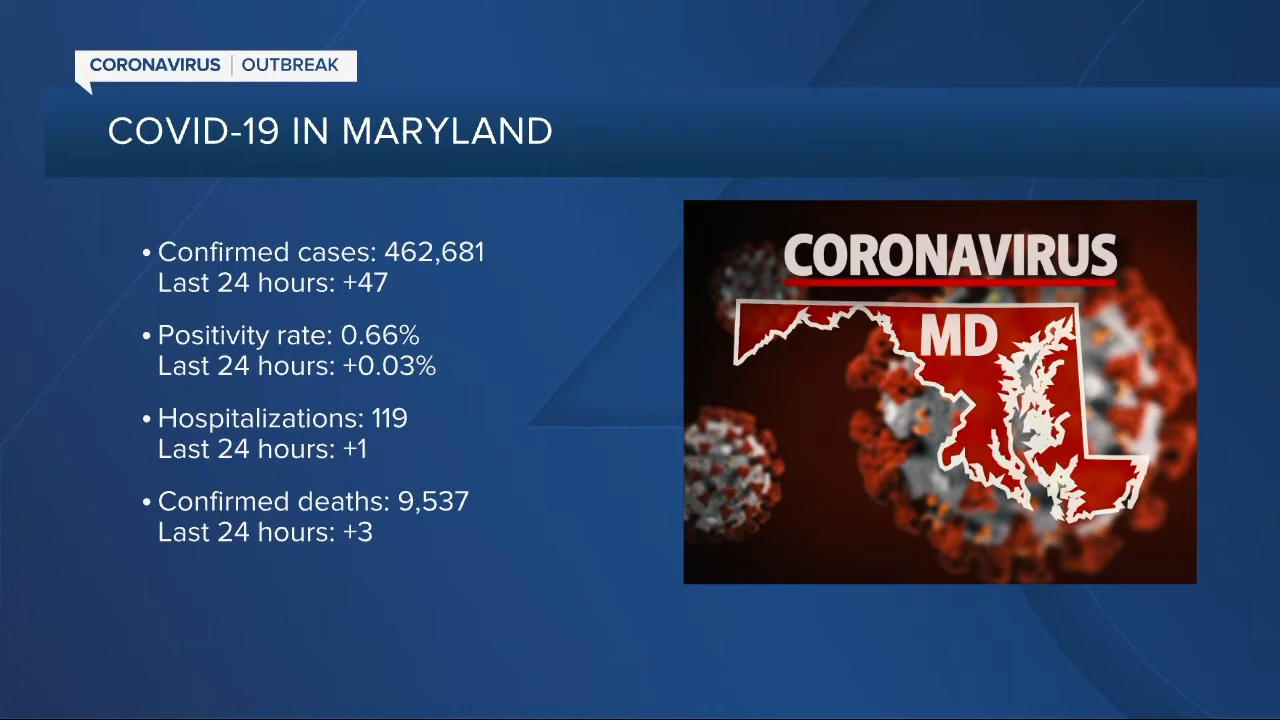 CORONAVIRUS | OUTBREAK
COVID-19 IN MARYLAND
• Confirmed cases: 462,681
Last 24 hours: +47
• Positivity rate: 0.66%
Last 24 hours: +0.03%
• Hospitalizations: 119
Last 24 hours: +1
• Confirmed deaths: 9,537
Last 24 hours: +3
CORONAVIRUS
MD